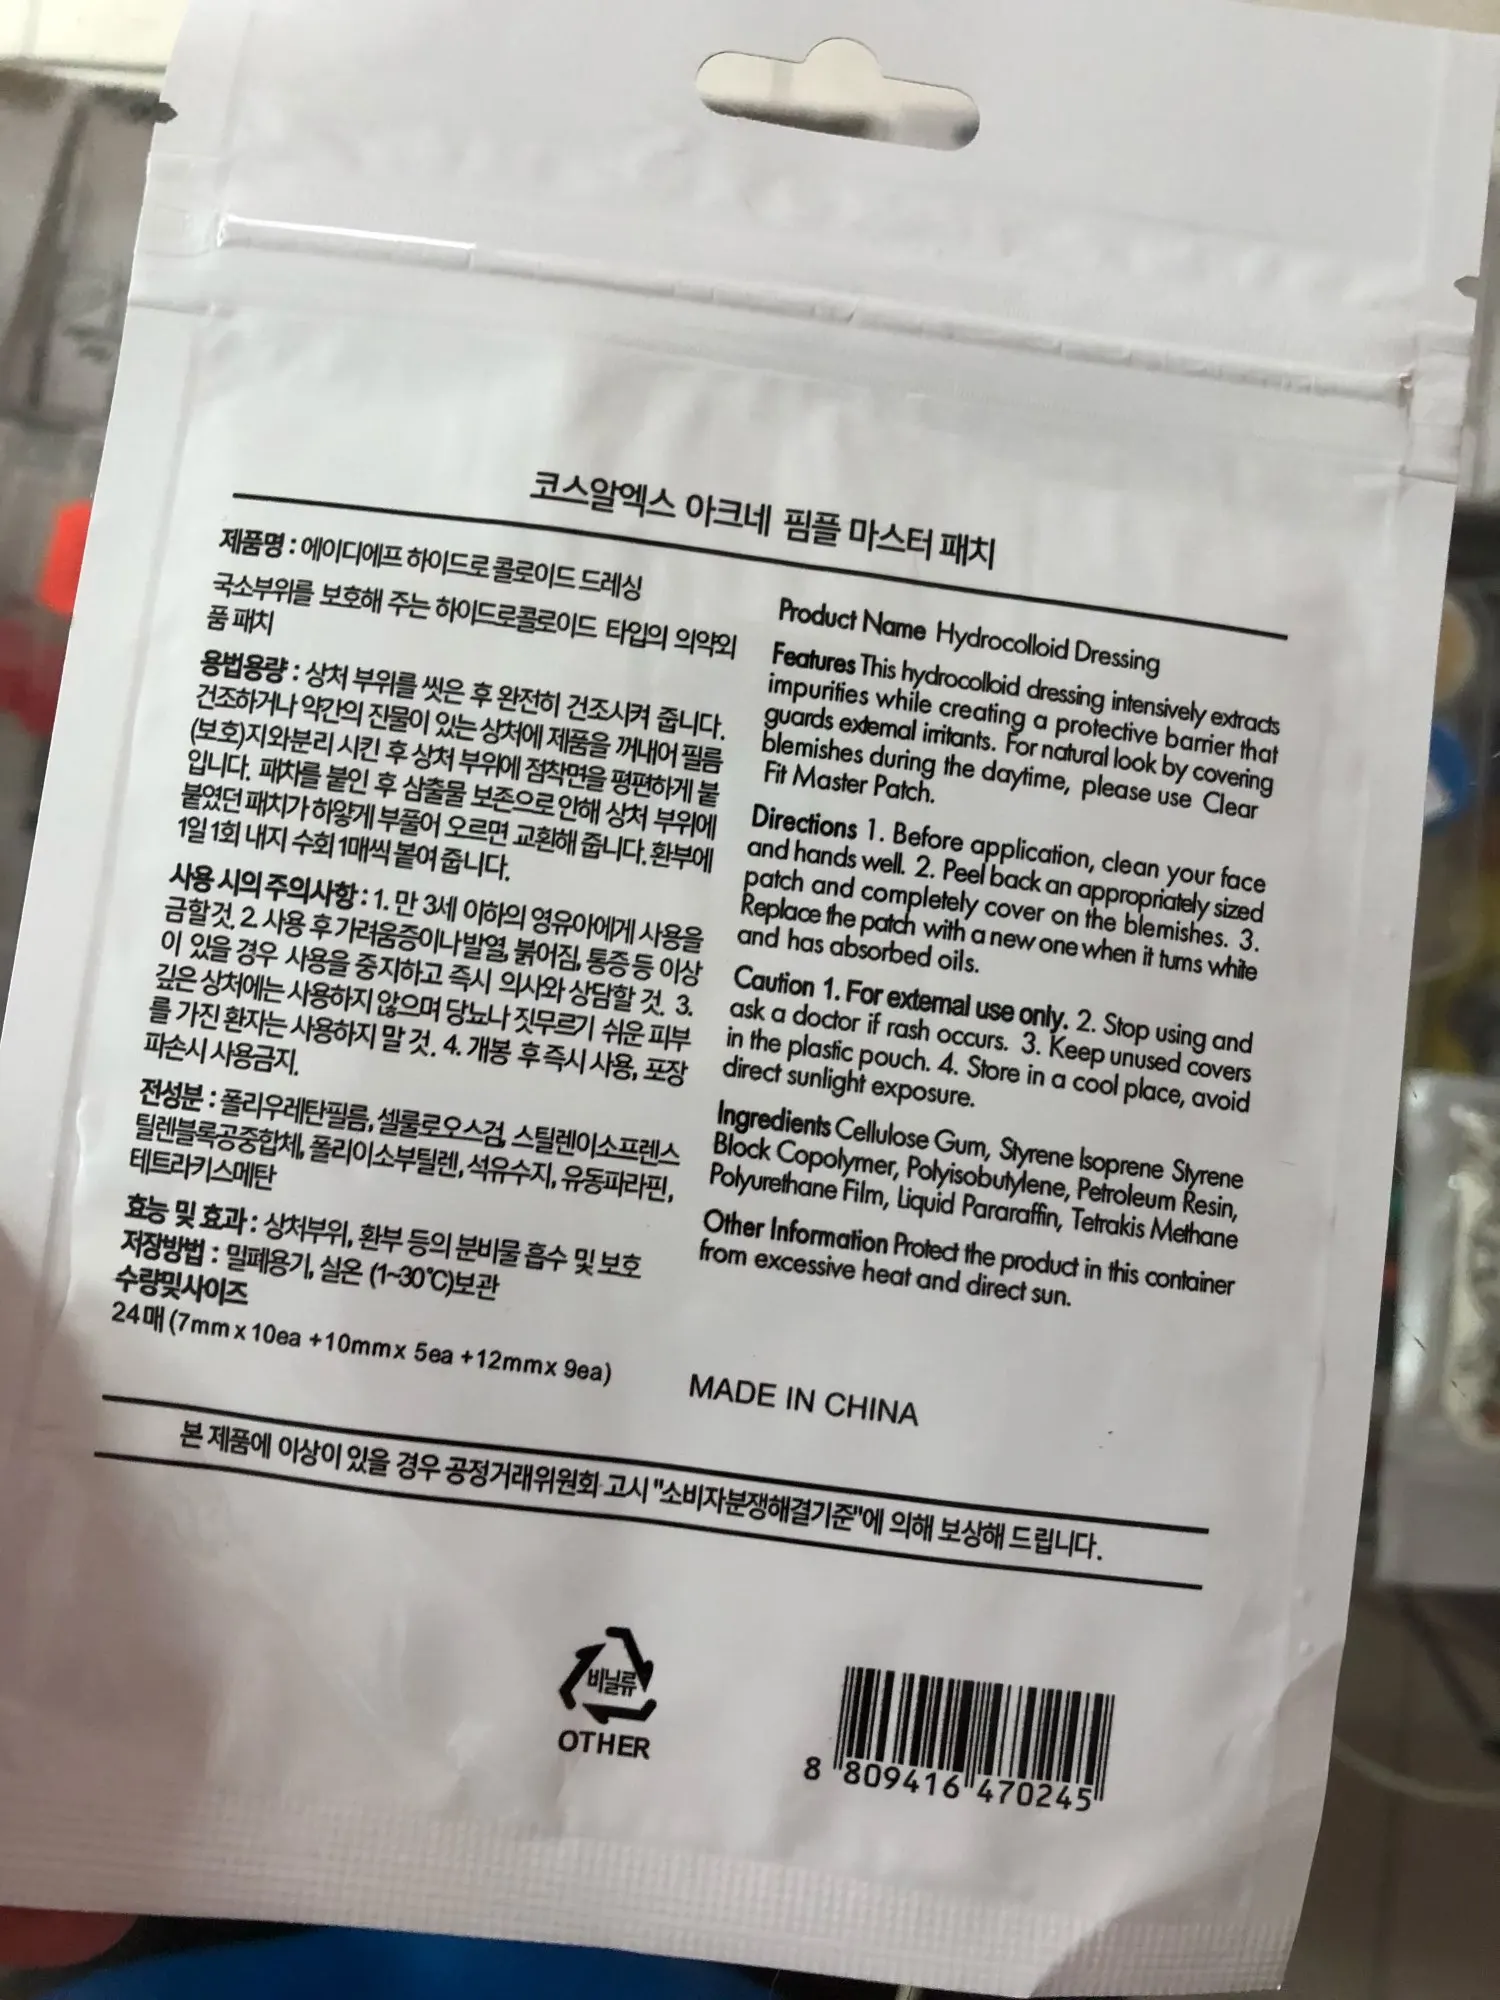 코스알엑스 아크네 핌플 마스터 패치
제품명 : 에이디에프 하이드로 콜로이드 드레싱
국소부위를 보호해 주는 하이드로콜로이드 타입의 의약외
품 패치
용법용량 : 상처 부위를 씻은 후 완전히 건조시켜 줍니다.
건조하거나 약간의 진물이 있는 상처에 제품을 꺼내어 필름
(보호)지와분리 시킨 후 상처 부위에 점착면을 평편하게 붙
입니다. 패치를 붙인 후 삼출물 보존으로 인해 상처 부위에
붙였던 패치가 하얗게 부풀어 오르면 교환해 줍니다. 환부에
1일 1회 내지 수회 1매씩 붙여 줍니다.
사용 시의 주의사항 : 1. 만 3세 이하의 영유아에게 사용을
금할것. 2. 사용 후 가려움증이나 발열, 붉어짐, 통증 등 이상
이 있을 경우 사용을 중지하고 즉시 의사와 상담할 것. 3.
깊은 상처에는 사용하지 않으며 당뇨나 짓무르기 쉬운 피부
를 가진 환자는 사용하지 말 것. 4. 개봉 후 즉시 사용, 포장
파손시 사용금지.
전성분 : 폴리우레탄필름, 셀룰로오스검, 스틸렌이소프렌스
틸렌블록공중합체, 폴리이소부틸렌, 석유수지, 유동파라핀,
테트라키스메탄
효능 및 효과 : 상처부위, 환부 등의 분비물 흡수 및 보호
저장방법 : 밀폐용기, 실온 (1~30℃)보관
수량및사이즈
24매 (7mm x 10ea +10mmx 5ea +12mmx 9ea)
Product Name Hydrocolloid Dressing
Features This hydrocolloid dressing intensively extracts
impurities while creating a protective barrier that
guards external irritants. For natural look by covering
blemishes during the daytime, please use Clear
Fit Master Patch.
Directions 1. Before application, clean your face
and hands well. 2. Peel back an appropriately sized
patch and completely cover on the blemishes. 3.
Replace the patch with a new one when it turns white
and has absorbed oils.
Caution 1. For external use only. 2. Stop using and
ask a doctor if rash occurs. 3. Keep unused covers
in the plastic pouch. 4. Store in a cool place, avoid
direct sunlight exposure.
Ingredients Cellulose Gum, Styrene Isoprene Styrene
Block Copolymer, Polyisobutylene, Petroleum Resin,
Polyurethane Film, Liquid Pararaffin, Tetrakis Methane
Other Information Protect the product in this container
from excessive heat and direct sun.
MADE IN CHINA
본 제품에 이상이 있을 경우 공정거래위원회 고시 "소비자분쟁해결기준"에 의해 보상해 드립니다.
비닐류
OTHER
8 809416 470245